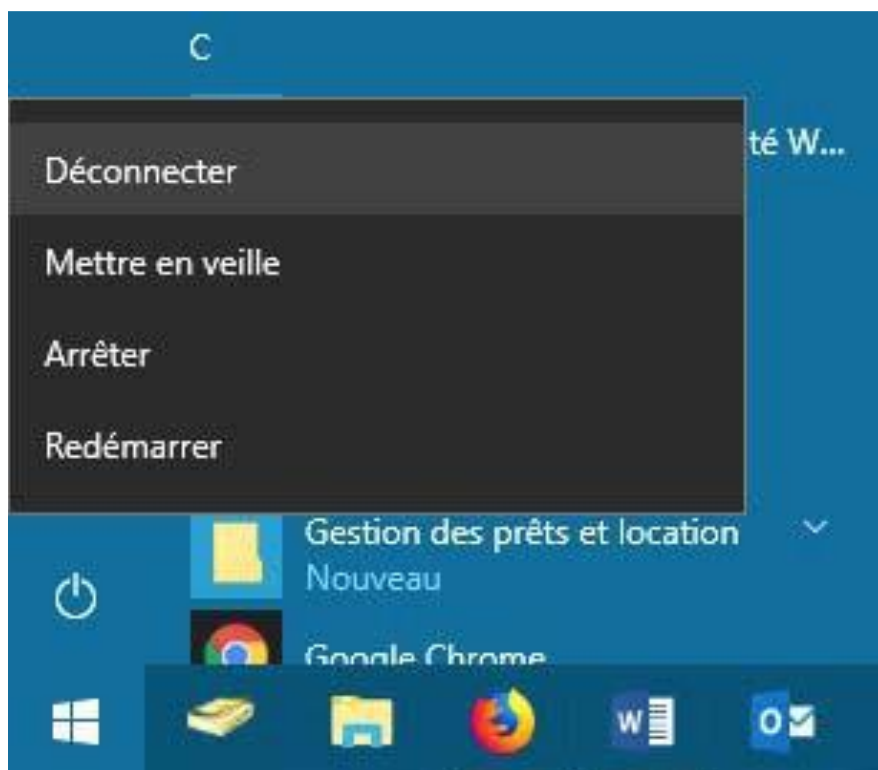 C
té W...
Déconnecter
Mettre en veille
Arrêter
Redémarrer
Gestion des prêts et location
Nouveau
Google Chrome